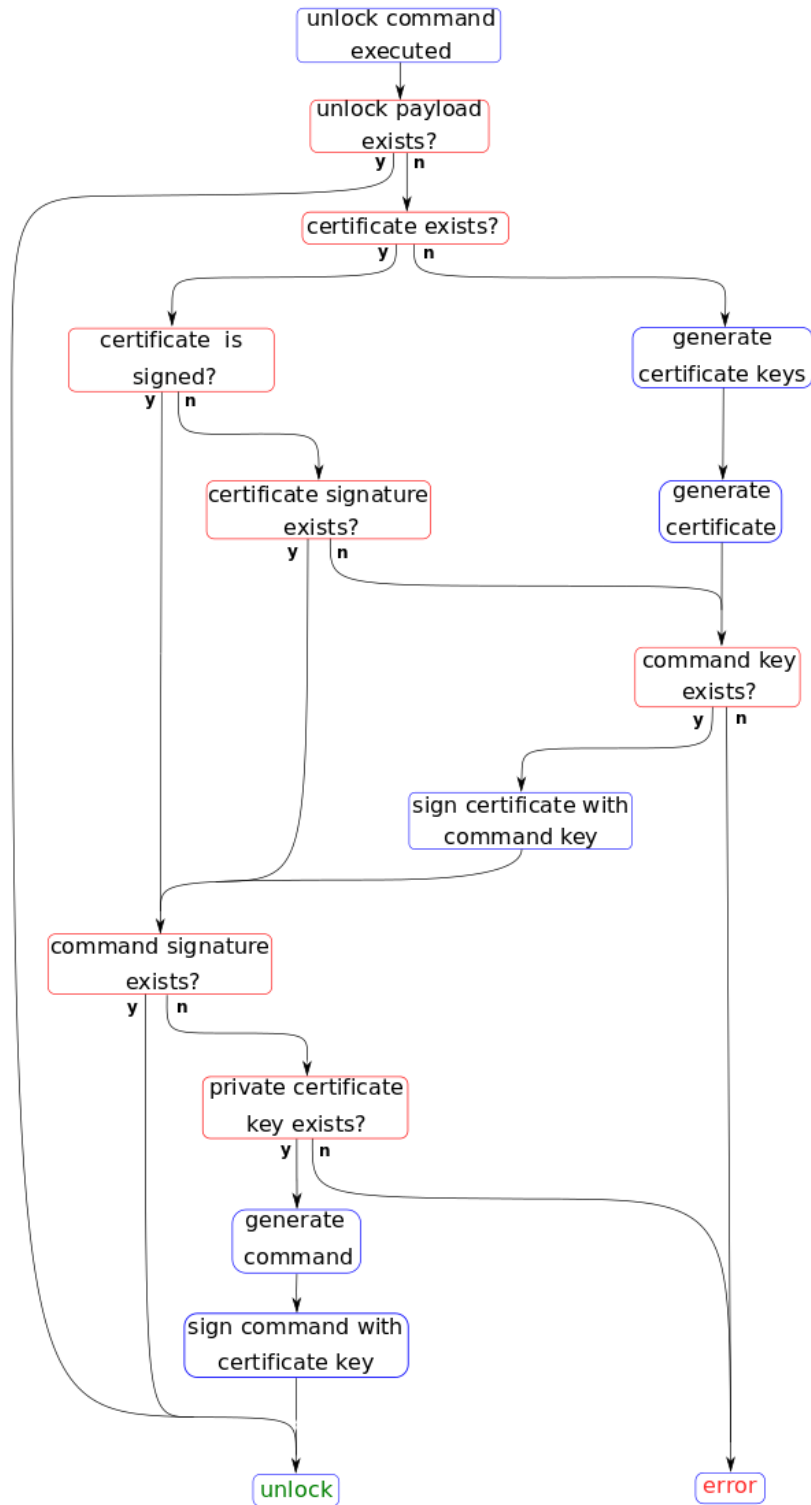 unlock command
executed
unlock payload
exists?
y n
certificate exists?
y n
certificate is
signed?
y n
generate
certificate keys
certificate signature
exists?
y n
generate
certificate
command key
exists?
y n
sign certificate with
command key
command signature
exists?
y n
private certificate
key exists?
y n
generate
command
sign command with
certificate key
unlock
error